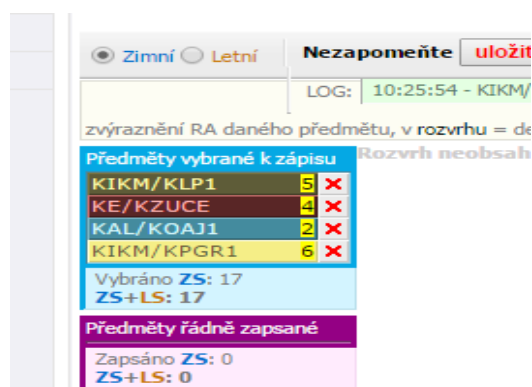 Zimní Letní Nezapomeňte uložit
LOG: 10:25:54 - KIKM/
zvýraznění RA daného předmětu, v rozvrhu = de
Předměty vybrané k zápisu
Rozvrh neobsah
KIKM/KLP1 5
KE/KZUCE 4
KAL/KOAJ1 2
KIKM/KPGR1 6
Vybráno ZS: 17
ZS+LS: 17
Předměty řádně zapsané
Zapsáno ZS: 0
ZS+LS: 0